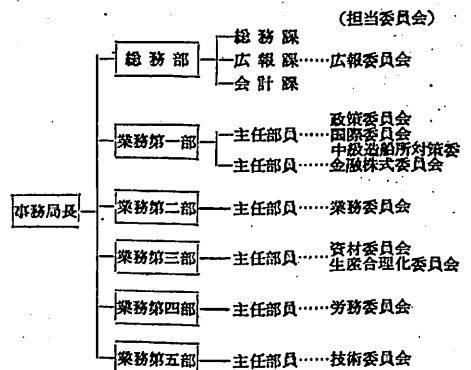 (担当委員会)
総務課
総務部 広報課……広報委員会
会計課
政策委員会
業務第一部 主任部員……国際委員会
中級造船所対策委
主任部員……金融株式委員会
事務局長 業務第二部 主任部員……業務委員会
業務第三部 主任部員……資材委員会
生産合理化委員会
業務第四部 主任部員……労務委員会
業務第五部 主任部員……技術委員会